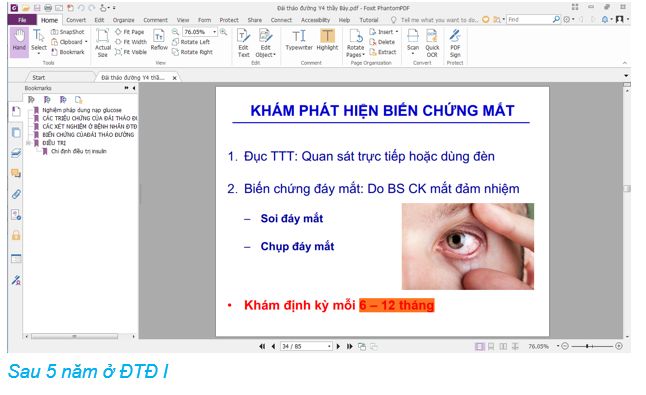 Đái tháo đường Y4 thầy Bảy.pdf - Foxit PhantomPDF
File Home Convert Edit Organize Comment View Form Protect Share Connect Accessibility Help Tutorial Tell me what you want to do.. Find
Hand
Select
SnapShot
Clipboard
Bookmark
Tools
Actual Size
Fit Page
Fit Width
Fit Visible
76.05%
Rotate Left
Rotate Right
View
Edit Text
Edit Object
Edit
Typewriter
Highlight
Comment
Rotate Pages
Insert
Delete
Extract
Page Organization
Scan
Quick OCR
Convert
PDF Sign
Protect
Start
Đái tháo đường Y4 thầ...
Bookmarks
Nghiệm pháp dung nạp glucose
CÁC TRIỆU CHỨNG CỦA ĐÁI THÁO ĐƯ
CÁC XÉT NGHIỆM Ở BỆNH NHÂN ĐTĐ
BIẾN CHỨNG CỦAĐÁI THÁO ĐƯỜNG
ĐIỀU TRỊ
Chỉ định điều trị insulin
KHÁM PHÁT HIỆN BIẾN CHỨNG MẮT
1. Đục TTT: Quan sát trực tiếp hoặc dùng đèn
2. Biến chứng đáy mắt: Do BS CK mắt đảm nhiệm
– Soi đáy mắt
– Chụp đáy mắt
• Khám định kỳ mỗi 6 – 12 tháng
34 / 85
76.05%
Sau 5 năm ở ĐTĐ I